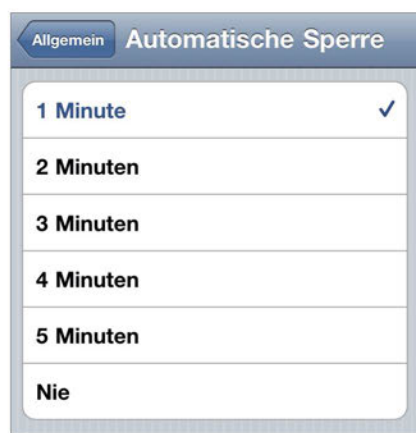 Allgemein Automatische Sperre
1 Minute
2 Minuten
3 Minuten
4 Minuten
5 Minuten
Nie